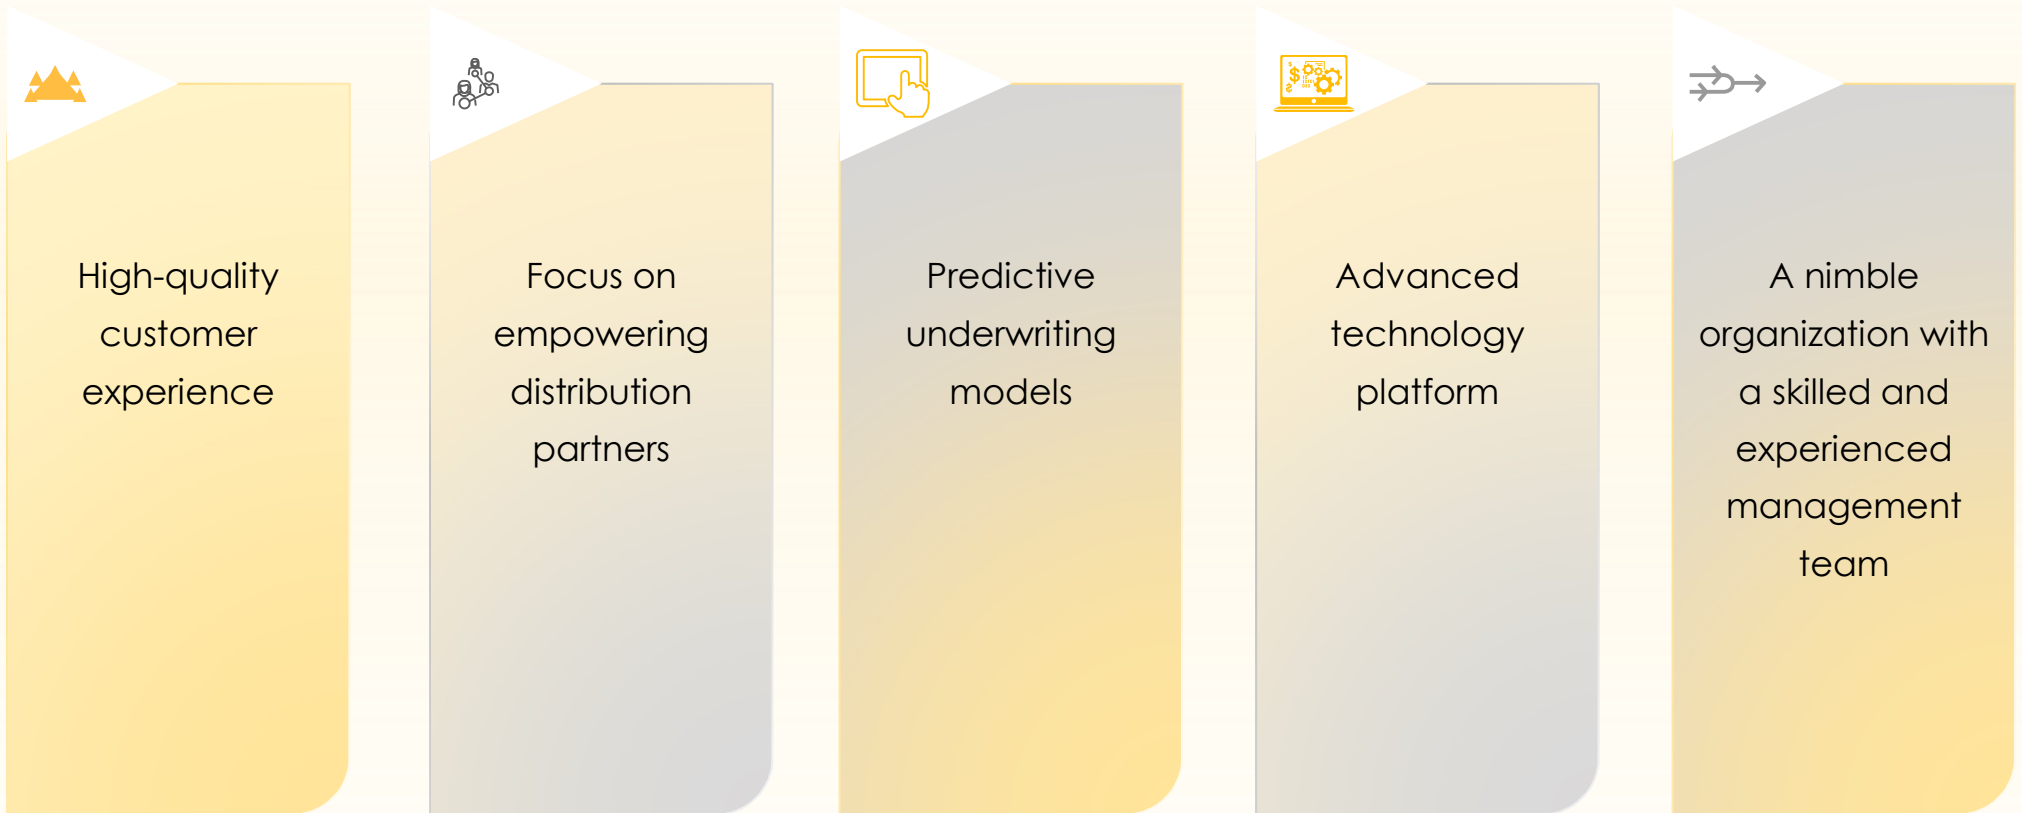 High-quality
customer
experience
Focus on
empowering
distribution
partners
Predictive
underwriting
models
Advanced
technology
platform
A nimble
organization with
a skilled and
experienced
management
team